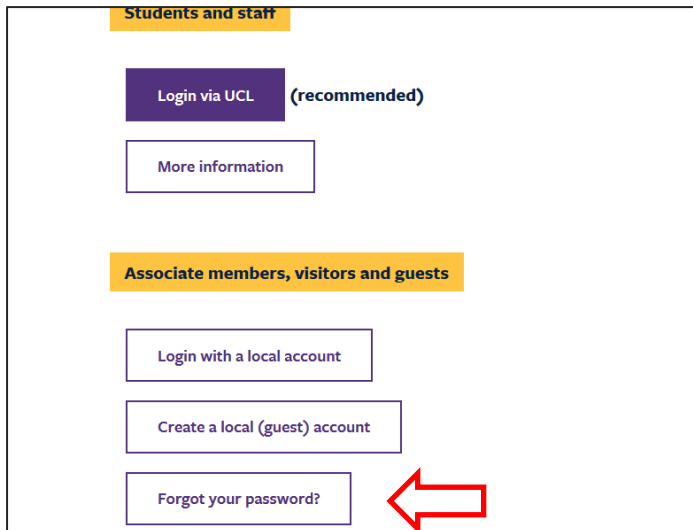 Students and staff
Login via UCL (recommended)
More information
Associate members, visitors and guests
Login with a local account
Create a local (guest) account
Forgot your password?